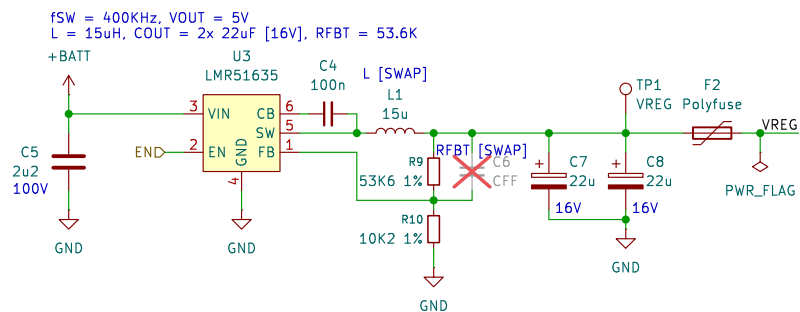 fSW = 400KHz, VOUT = 5V
L = 15uH, COUT = 2x 22uF [16V], RFBT = 53.6K
+BATT
U3
LMR51635
C4
100n
L [SWAP]
L1
15u
TP1
VREG
F2
Polyfuse
VREG
3
VIN
CB
6
SW
5
END
2
EN
FB
1
GND
4
C5
2u2
100V
RFBT [SWAP]
R9
53K6 1%
C6
CFF
C7
22u
16V
C8
22u
16V
PWR_FLAG
R10
10K2 1%
GND
GND
GND
GND